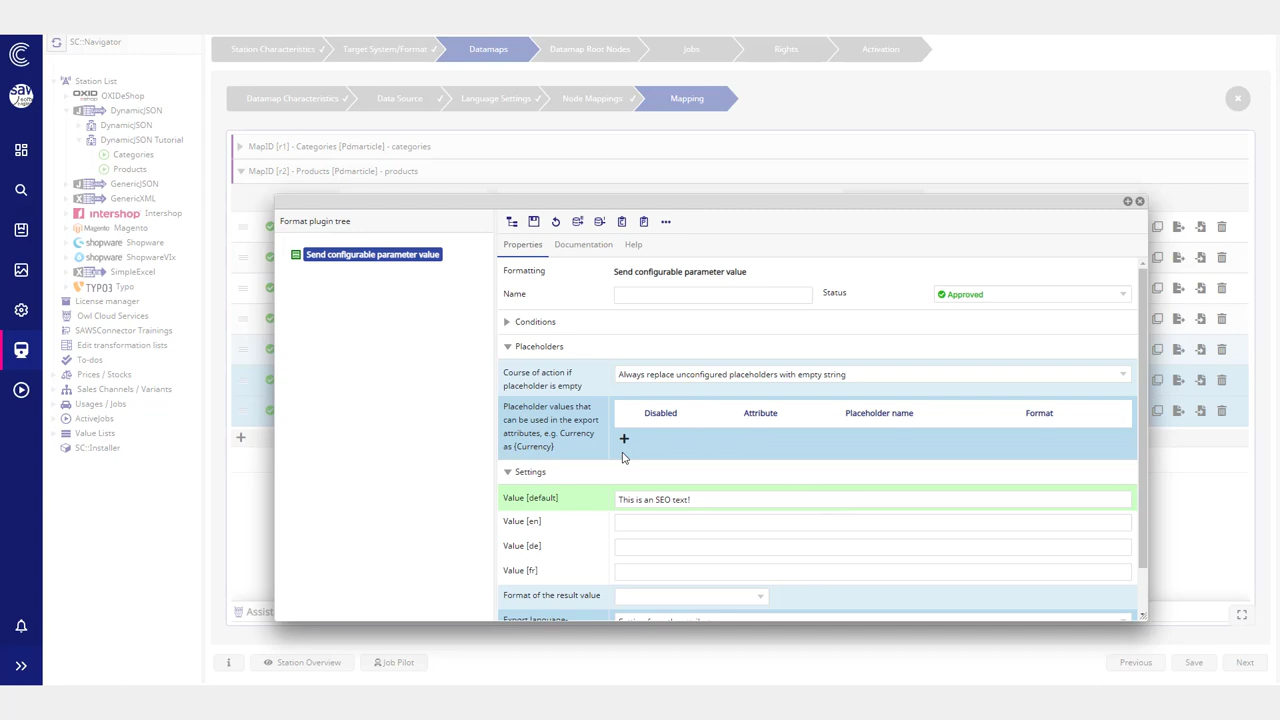 SC::Navigator
Station List
OXID eShop
DynamicJSON
DynamicJSON
DynamicJSON Tutorial
Categories
Products
GenericJSON
GenericXML
intershop Intershop
Magento
shopware Shopware
shopware ShopwareVIx
SimpleExcel
TYPO3 Typo
License manager
Owl Cloud Services
SAWSConnector Trainings
Edit transformation lists
To-dos
Prices / Stocks
Sales Channels / Variants
Usages / Jobs
ActiveJobs
Value Lists
SC::Installer
Station Characteristics ✓
Target System/Format ✓
Datamaps
Datamap Root Nodes
Jobs
Rights
Activation
Datamap Characteristics ✓
Data Source ✓
Language Settings ✓
Node Mappings ✓
Mapping
MapID [r1] - Categories [Pdmarticle] - categories
MapID [r2] - Products [Pdmarticle] - products
Format plugin tree
Send configurable parameter value
Properties
Documentation
Help
Formatting
Send configurable parameter value
Name
Status
Approved
Conditions
Placeholders
Course of action if
placeholder is empty
Always replace unconfigured placeholders with empty string
Placeholder values that
can be used in the export
attributes, e.g. Currency
as {Currency}
Disabled
Attribute
Placeholder name
Format
Settings
Value [default]
This is an SEO text!
Value [en]
Value [de]
Value [fr]
Format of the result value
Export language-
Assist
Station Overview
Job Pilot
Previous
Save
Next